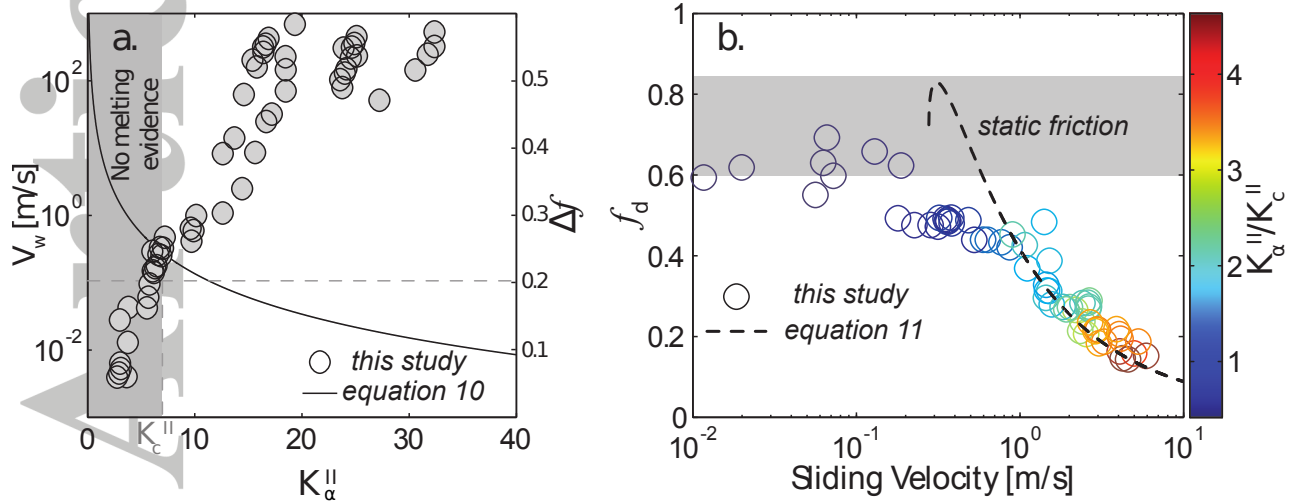 a.
No melting
evidence
V_w [m/s]
10^2
10^0
10^-2
0.5
0.4
0.3
0.2
0.1
Δf
this study
equation 10
0
10
20
30
40
K_c^II
K_α^II
b.
1
0.8
0.6
0.4
0.2
0
f_d
static friction
this study
equation 11
10^-2
10^-1
10^0
10^1
Sliding Velocity [m/s]
4
3
2
1
K_α^II/K_c^II